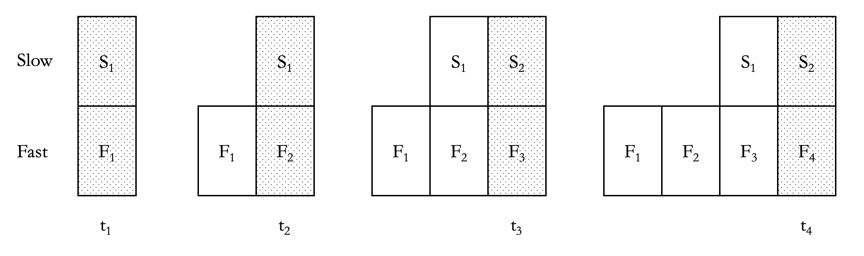 Slow S₁ S₁ S₁ S₂ S₁ S₂
Fast F₁ F₁ F₂ F₁ F₂ F₃ F₁ F₂ F₃ F₄
t₁ t₂ t₃ t₄